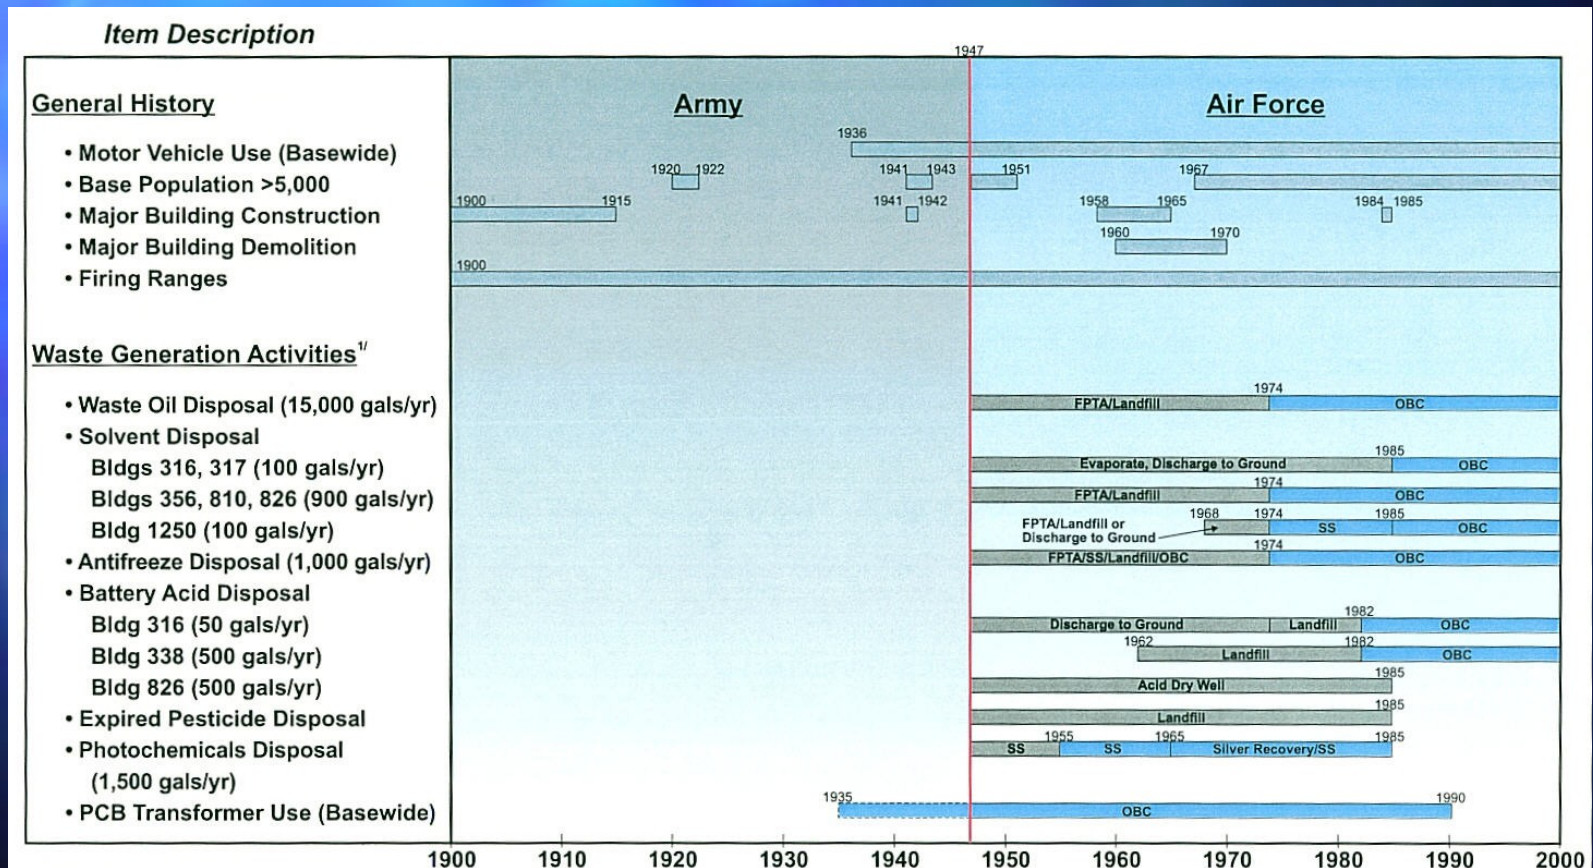 Item Description
1947
General History
Army
Air Force
1936
• Motor Vehicle Use (Basewide)
1920 1922 1941 1943 1951 1967
• Base Population >5,000
1900 1915 1941 1942 1958 1965 1984 1985
• Major Building Construction
1960 1970
• Major Building Demolition
1900
• Firing Ranges
Waste Generation Activities1/
1974
• Waste Oil Disposal (15,000 gals/yr) FPTA/Landfill OBC
• Solvent Disposal
1985
Bldgs 316, 317 (100 gals/yr) Evaporate, Discharge to Ground OBC
1974
Bldgs 356, 810, 826 (900 gals/yr) FPTA/Landfill OBC
1968 1974 1985
Bldg 1250 (100 gals/yr) FPTA/Landfill or SS OBC
Discharge to Ground
1974
• Antifreeze Disposal (1,000 gals/yr) FPTA/SS/Landfill/OBC OBC
• Battery Acid Disposal
1982
Bldg 316 (50 gals/yr) Discharge to Ground Landfill OBC
1962 1982
Bldg 338 (500 gals/yr) Landfill OBC
1985
Bldg 826 (500 gals/yr) Acid Dry Well
1985
• Expired Pesticide Disposal Landfill
1955 1965 1985
• Photochemicals Disposal SS SS Silver Recovery/SS
(1,500 gals/yr)
1935 1990
• PCB Transformer Use (Basewide) OBC
1900 1910 1920 1930 1940 1950 1960 1970 1980 1990 2000